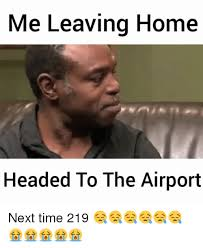 Me Leaving Home
Headed To The Airport
Next time 219 😪😪😪😪😪😪
😭😭😭😭😭